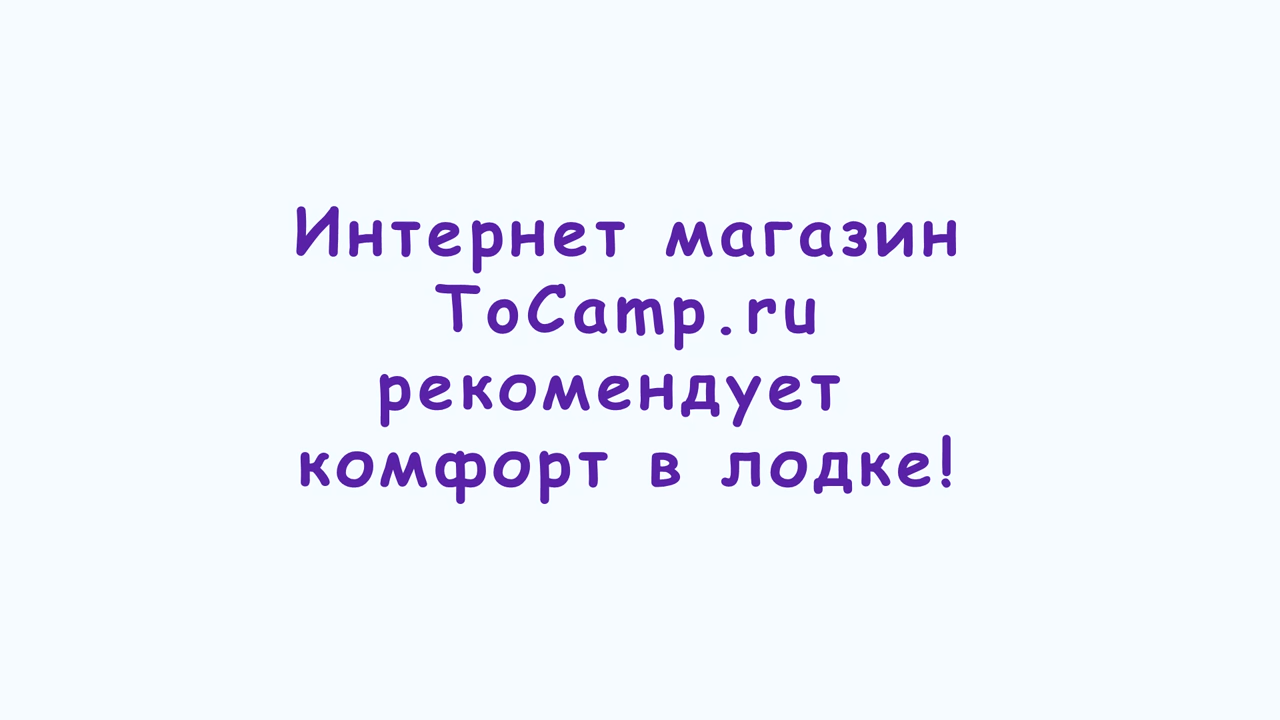 Интернет магазин
ToCamp.ru
рекомендует
комфорт в лодке!